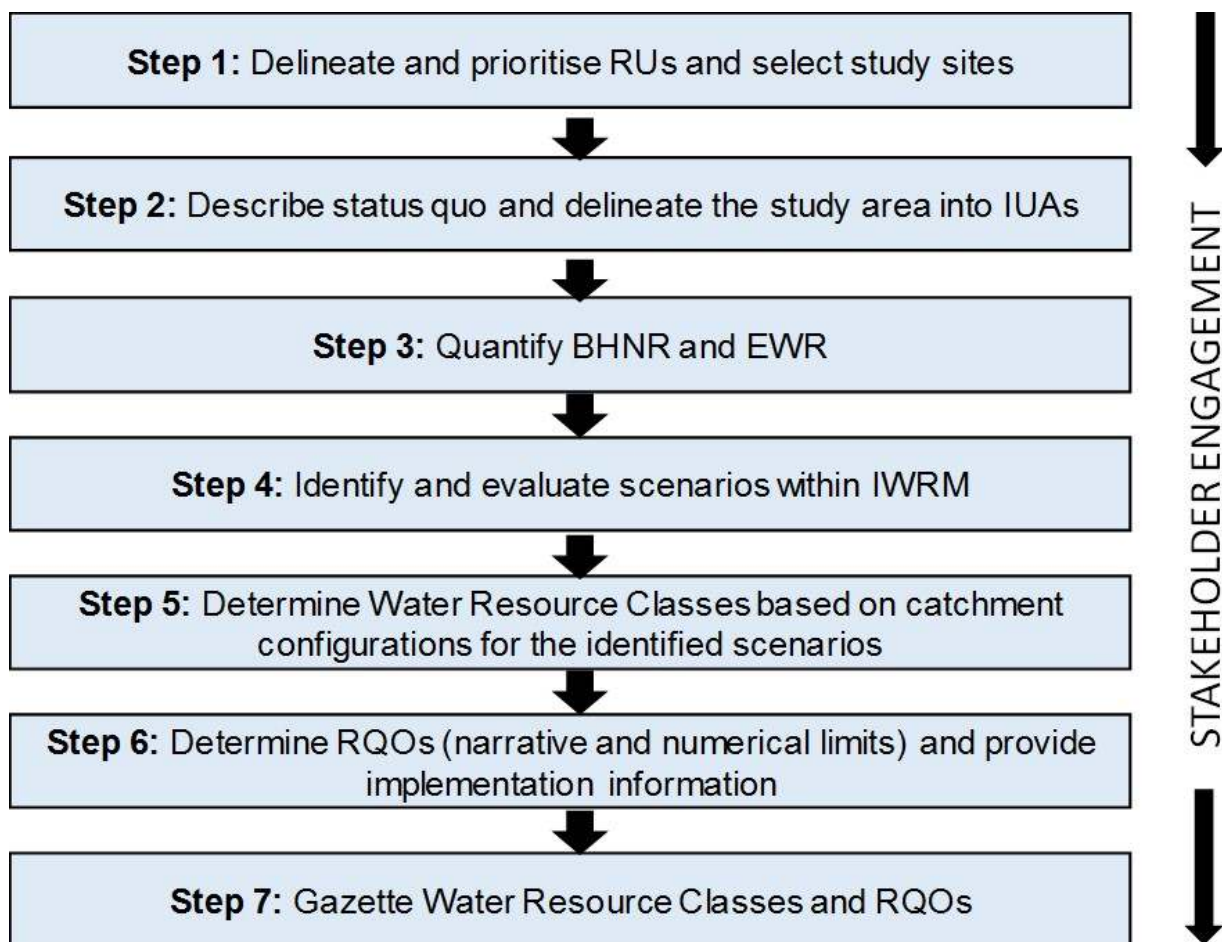 Step 1: Delineate and prioritise RUs and select study sites
Step 2: Describe status quo and delineate the study area into IUAs
Step 3: Quantify BHNR and EWR
Step 4: Identify and evaluate scenarios within IWRM
Step 5: Determine Water Resource Classes based on catchment
configurations for the identified scenarios
Step 6: Determine RQOs (narrative and numerical limits) and provide
implementation information
Step 7: Gazette Water Resource Classes and RQOs
STAKEHOLDER ENGAGEMENT